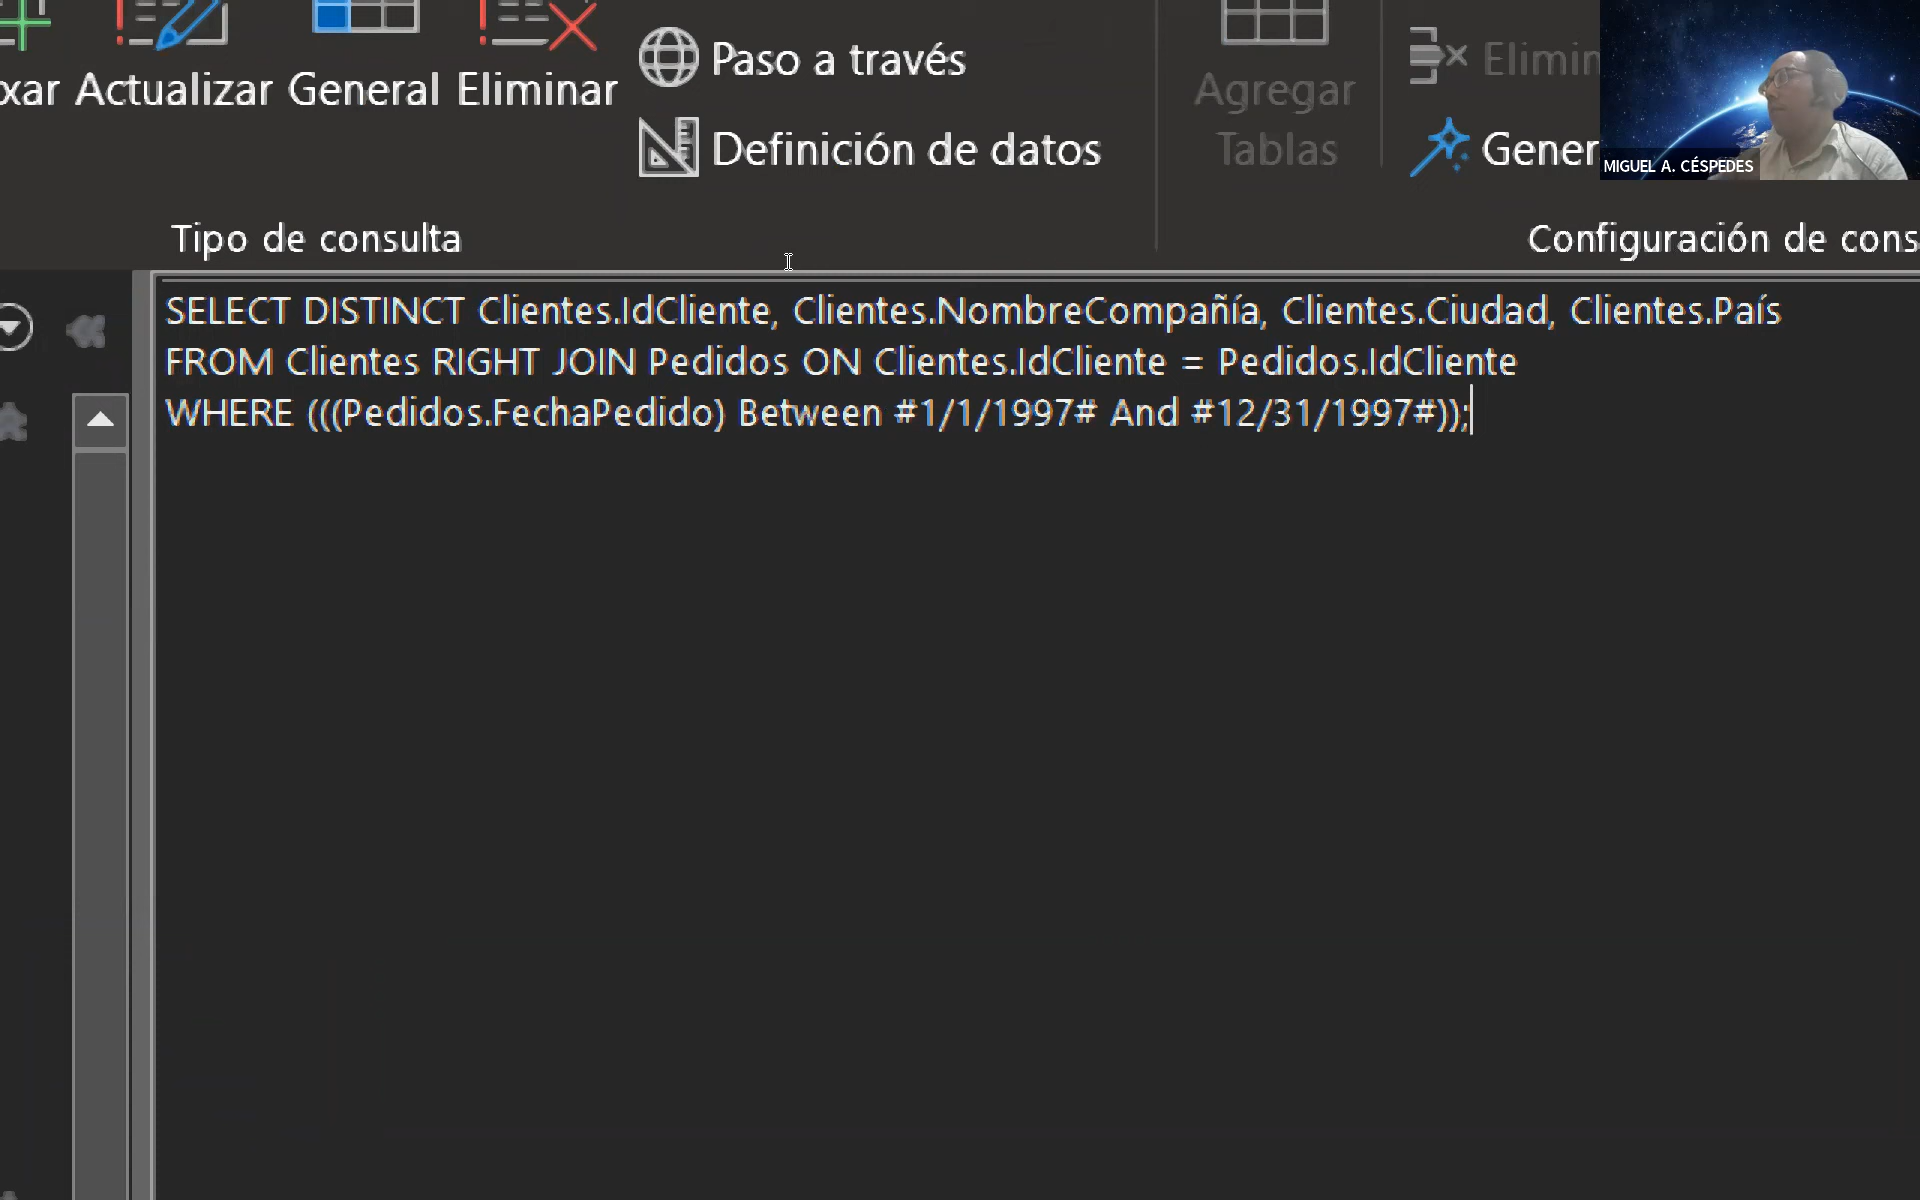 xar Actualizar General Eliminar
Paso a través
Definición de datos
Agregar
Tablas
Elimin
Gener
MIGUEL A. CÉSPEDES
Tipo de consulta
Configuración de cons
SELECT DISTINCT Clientes.IdCliente, Clientes.NombreCompañía, Clientes.Ciudad, Clientes.País
FROM Clientes RIGHT JOIN Pedidos ON Clientes.IdCliente = Pedidos.IdCliente
WHERE (((Pedidos.FechaPedido) Between #1/1/1997# And #12/31/1997#));